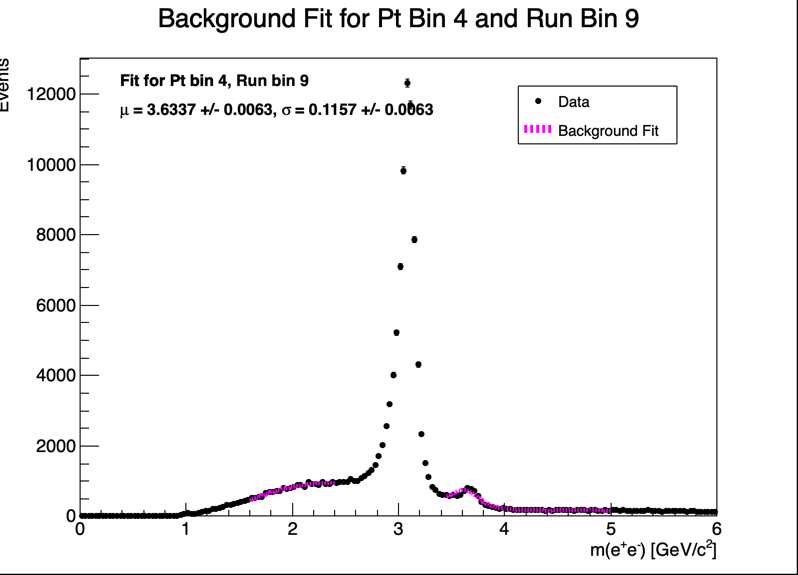 Background Fit for Pt Bin 4 and Run Bin 9
Events
Fit for Pt bin 4, Run bin 9
μ = 3.6337 +/- 0.0063, σ = 0.1157 +/- 0.0063
Data
Background Fit
12000
10000
8000
6000
4000
2000
0
0 1 2 3 4 5 6
m(e⁺e⁻) [GeV/c²]